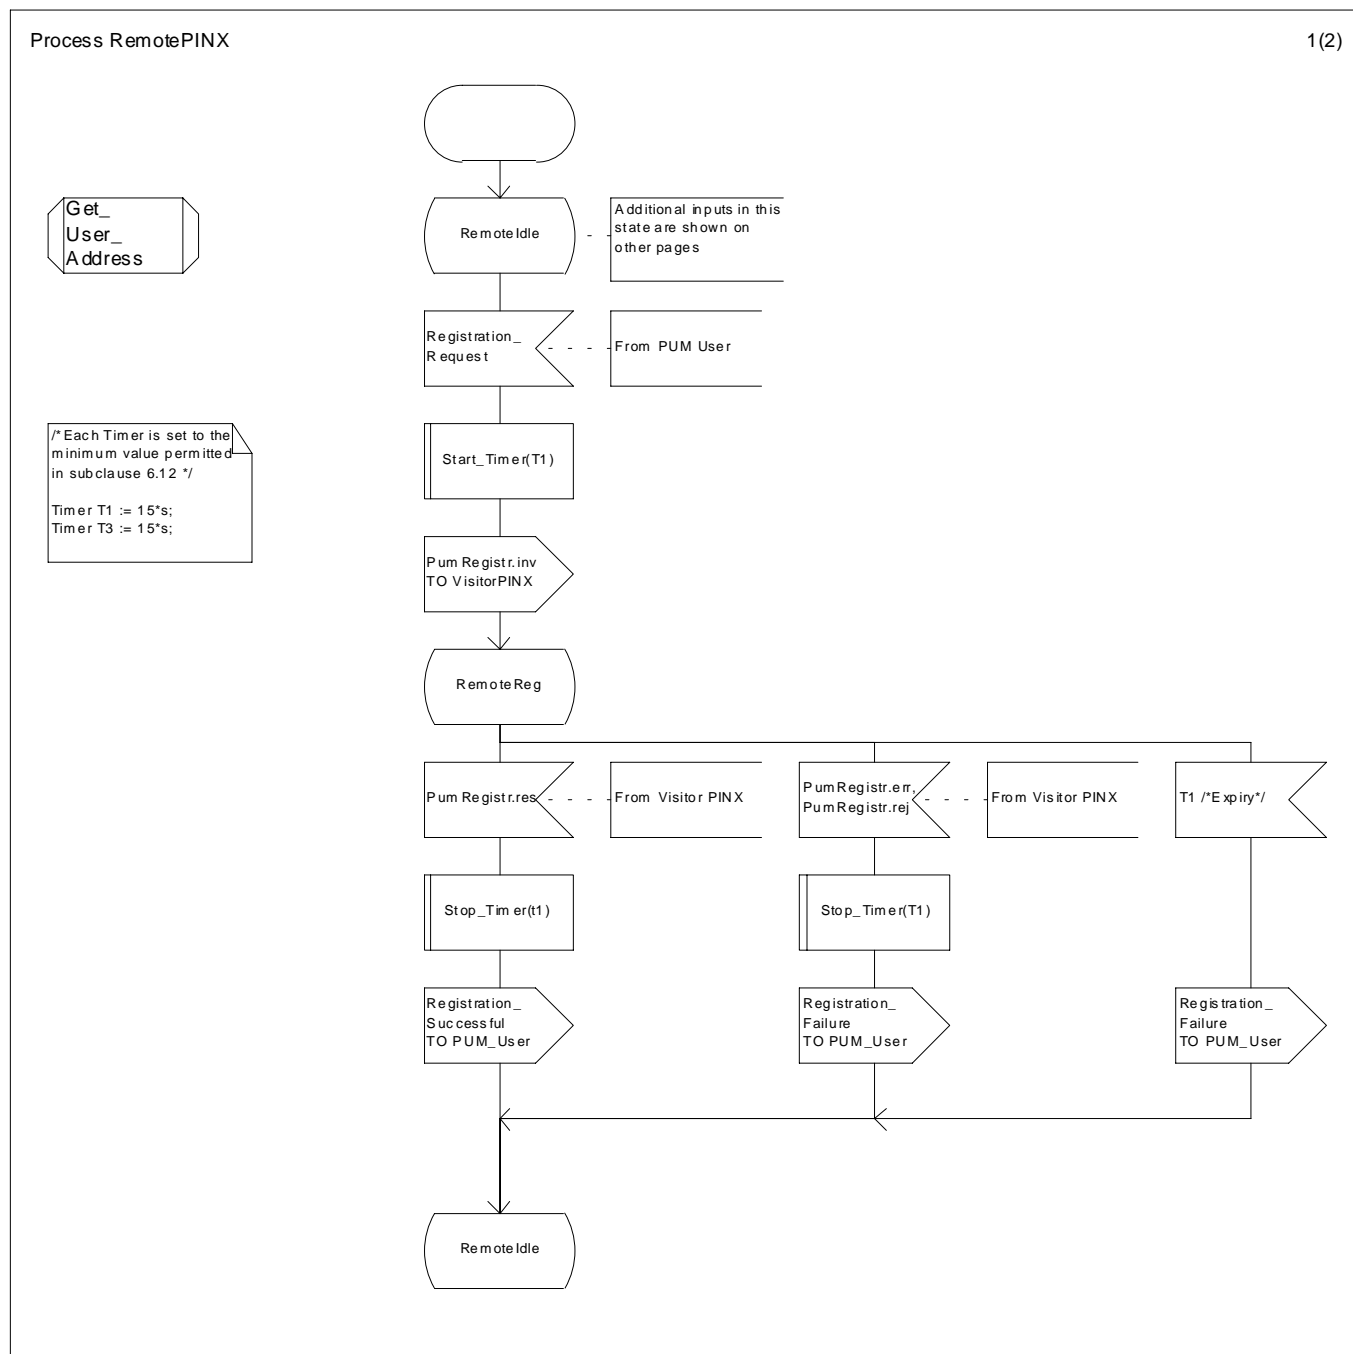 Process RemotePINX
1(2)
Get_
User_
Address
RemoteIdle
Additional inputs in this
state are shown on
other pages
Registration_
Request
From PUM User
/*Each Timer is set to the
minimum value permitted
in subclause 6.12 */
Timer T1 := 15*s;
Timer T3 := 15*s;
Start_Timer(T1)
PumRegistr.inv
TO VisitorPINX
RemoteReg
PumRegistr.res
From Visitor PINX
PumRegistr.err,
PumRegistr.rej
From Visitor PINX
T1 /*Expiry*/
Stop_Timer(t1)
Stop_Timer(T1)
Registration_
Successful
TO PUM_User
Registration_
Failure
TO PUM_User
Registration_
Failure
TO PUM_User
RemoteIdle